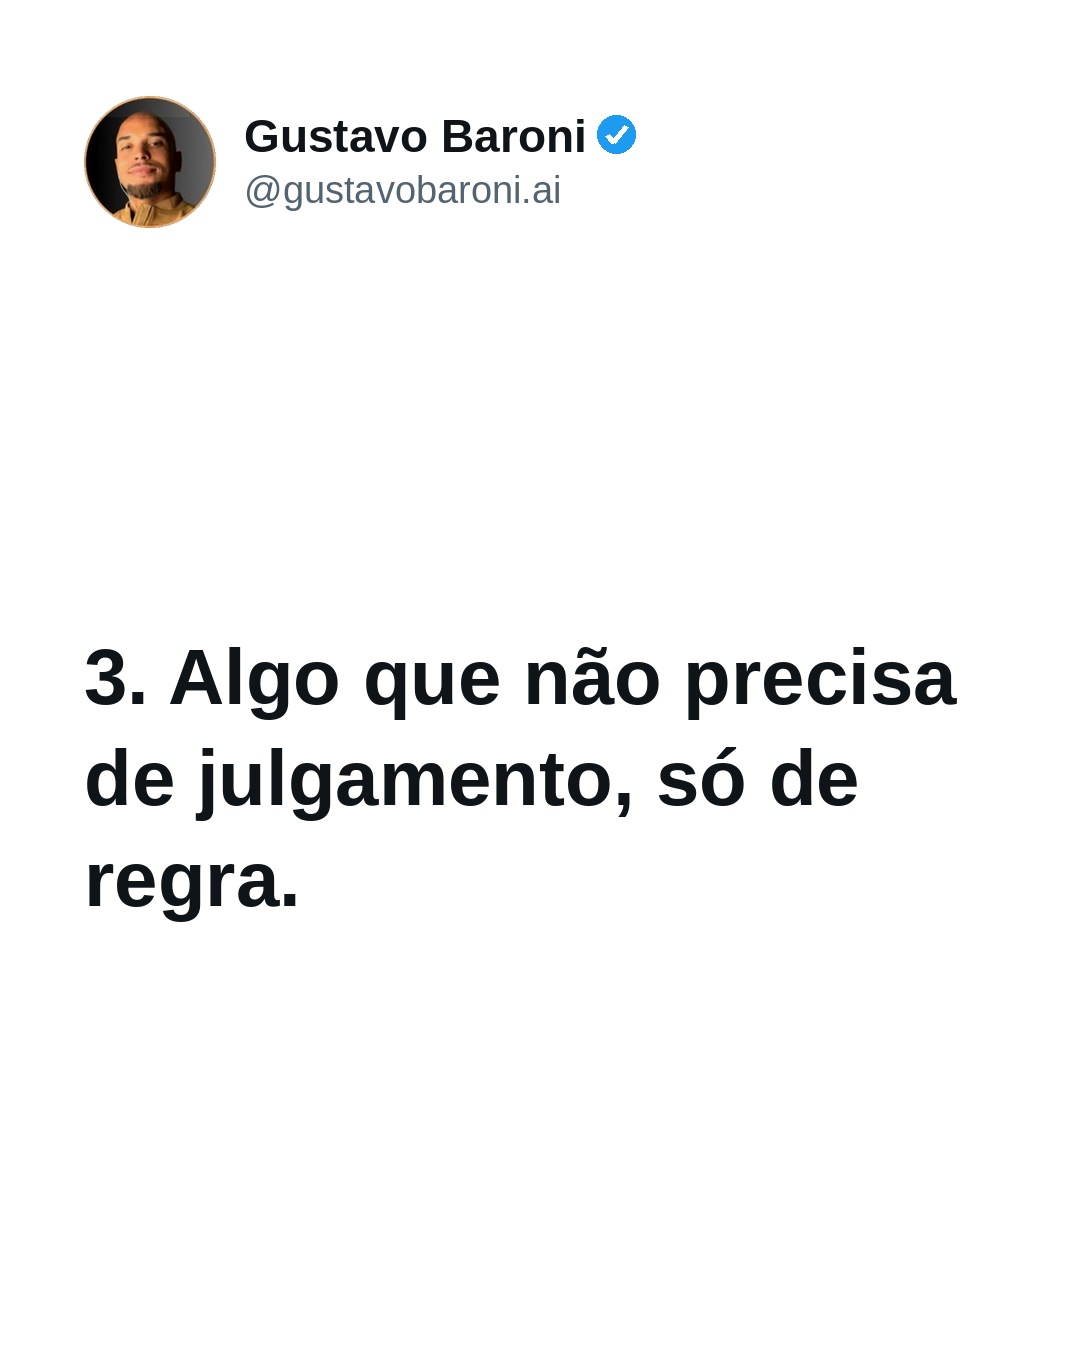 Gustavo Baroni
@gustavobaroni.ai
3. Algo que não precisa
de julgamento, só de
regra.